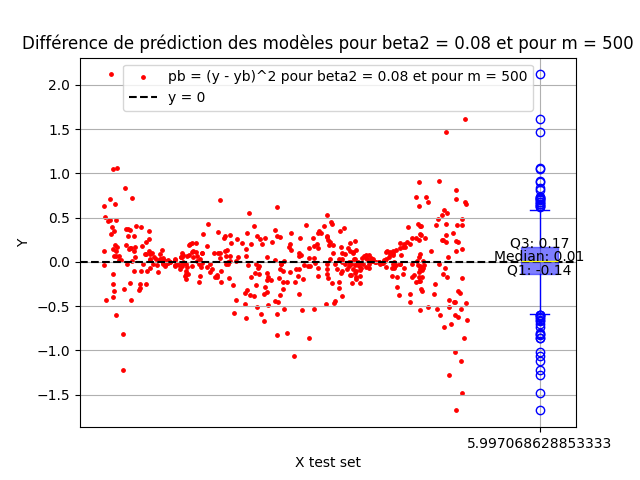 Différence de prédiction des modèles pour beta2 = 0.08 et pour m = 500
pb = (y - yb)^2 pour beta2 = 0.08 et pour m = 500
y = 0
2.0
1.5
1.0
0.5
0.0
−0.5
−1.0
−1.5
Y
Q3: 0.17
Median: 0.01
Q1: -0.14
5.997068628853333
X test set